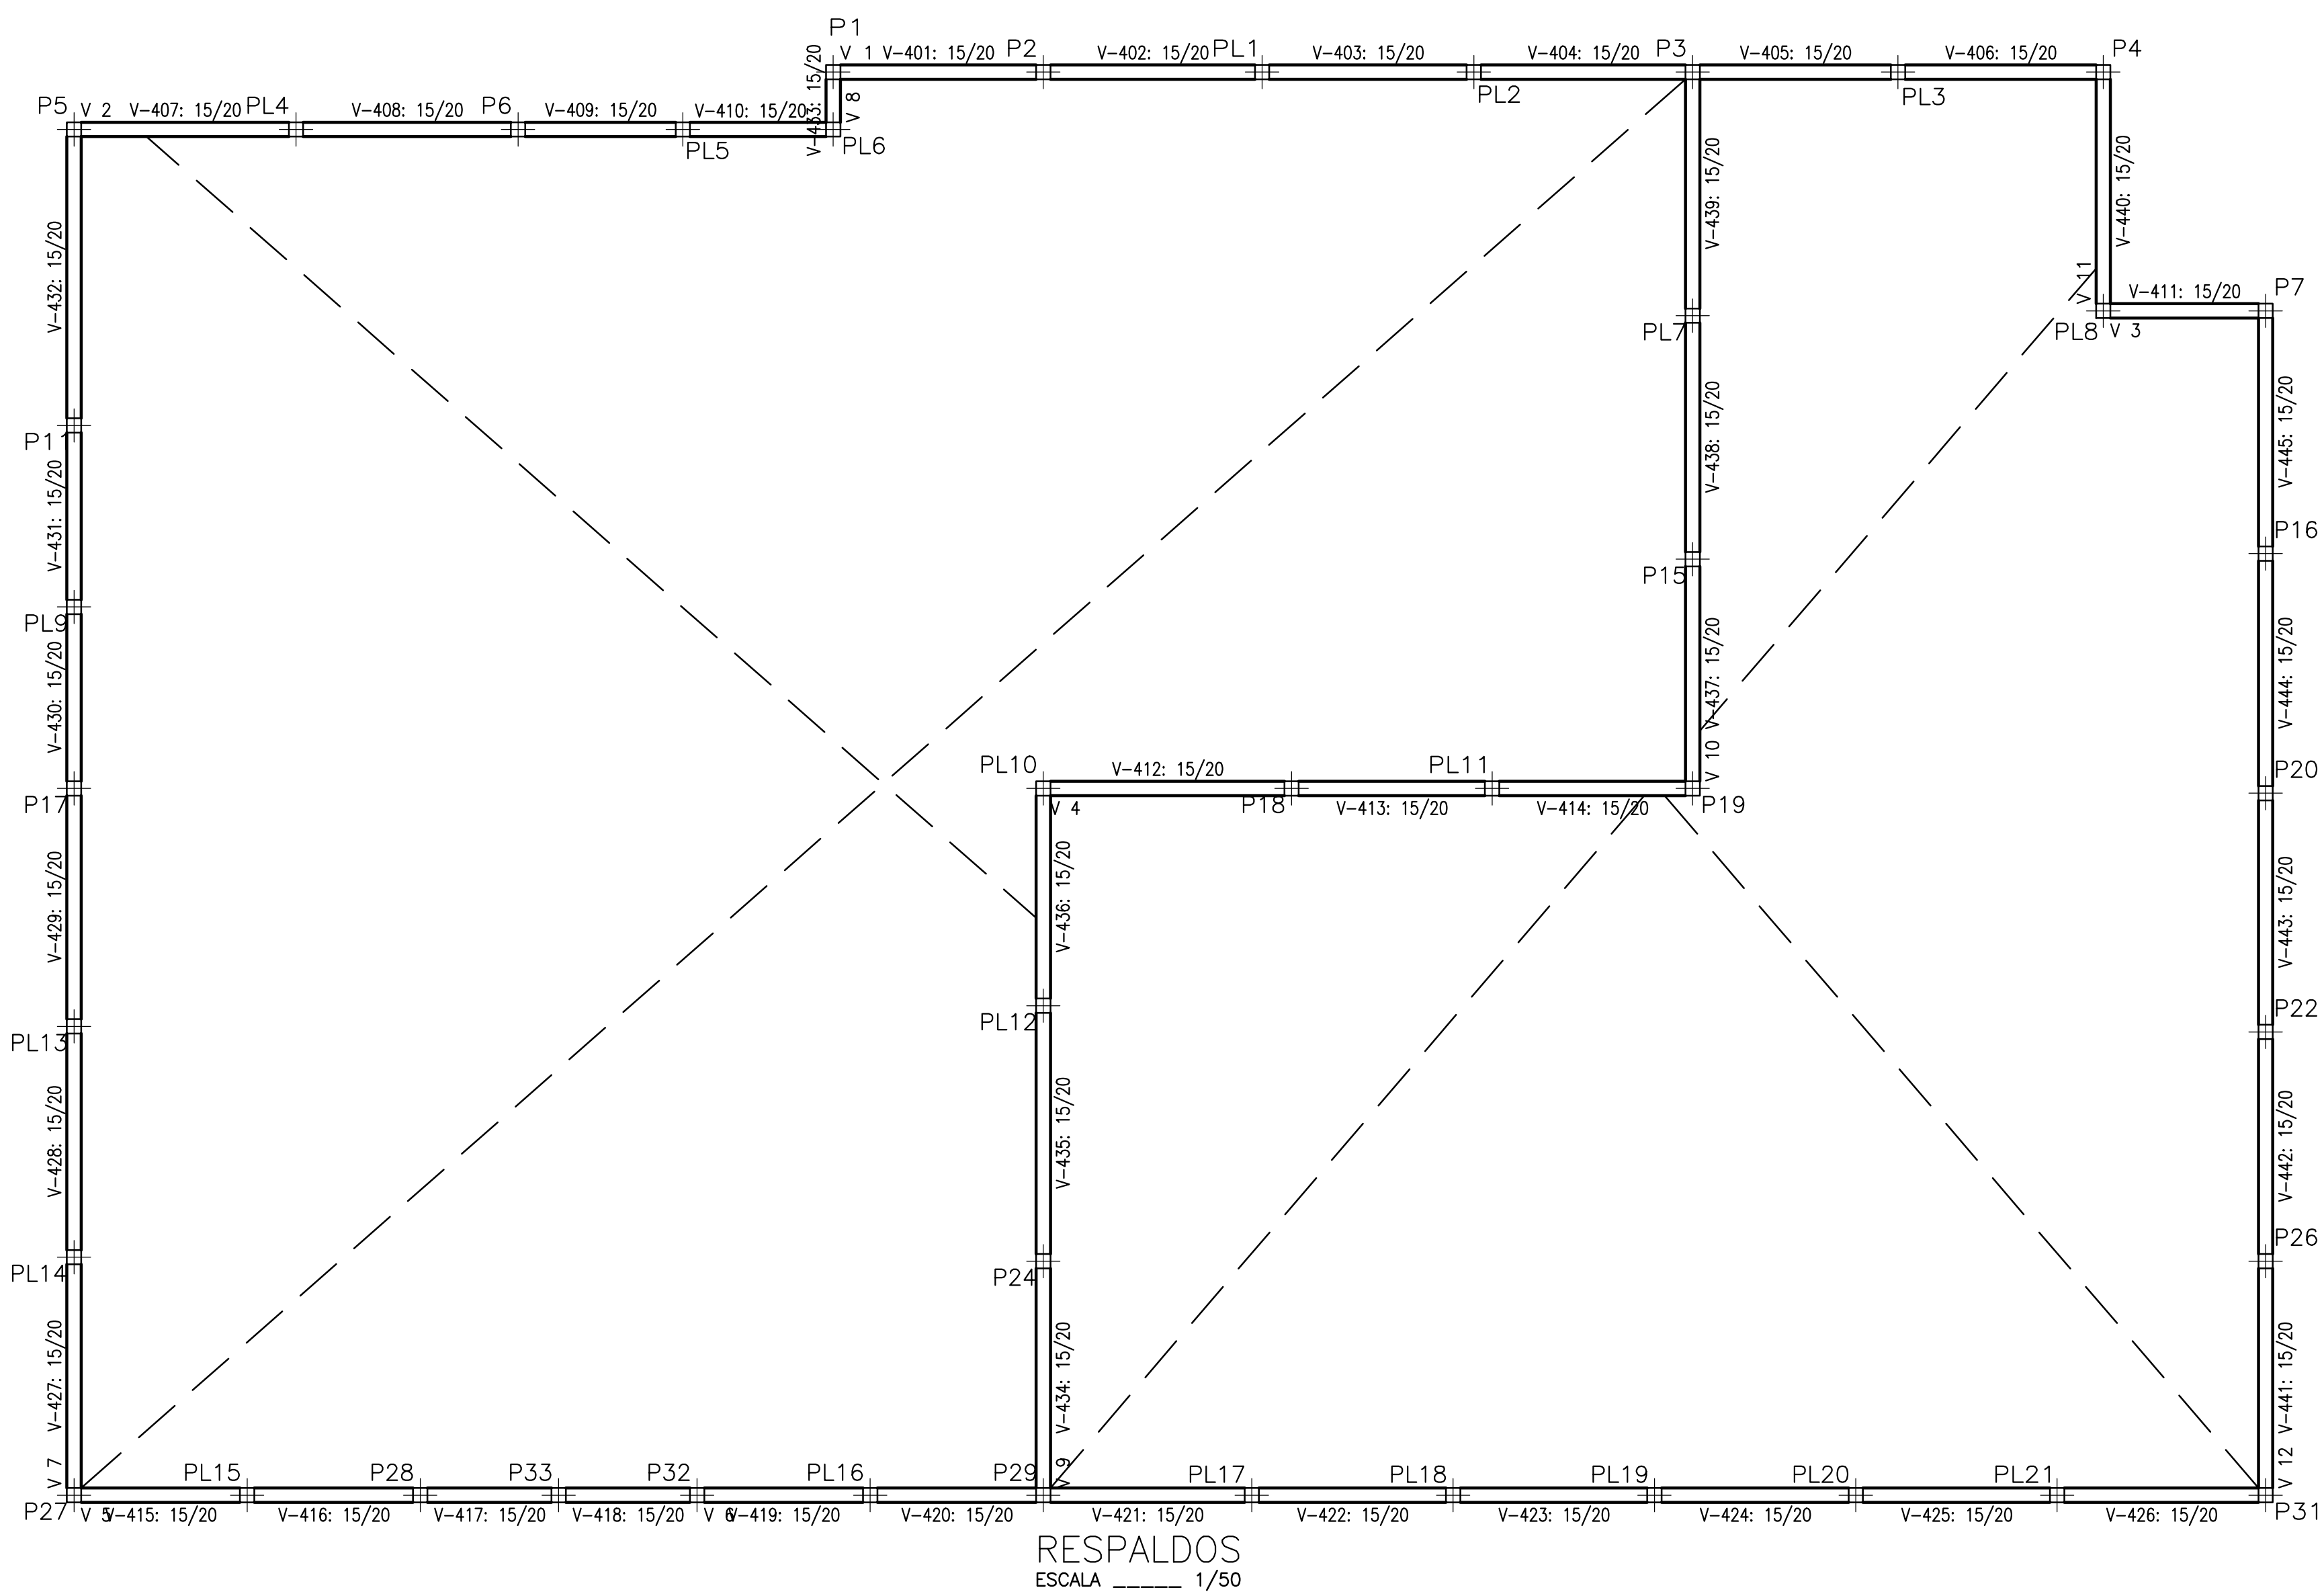 P1
V 1 V-401: 15/20
P2
V-402: 15/20
PL1
V-403: 15/20
V-404: 15/20
P3
V-405: 15/20
V-406: 15/20
P4
V-433: 15/20
V 8
PL2
PL3
P5
V 2 V-407: 15/20
PL4
V-408: 15/20
P6
V-409: 15/20
V-410: 15/20
PL5
PL6
V-432: 15/20
V-439: 15/20
V-440: 15/20
V 11
V-411: 15/20
P7
PL7
PL8
V 3
P11
V-431: 15/20
V-438: 15/20
V-445: 15/20
P16
P15
PL9
V-430: 15/20
V-437: 15/20
V 10
V-444: 15/20
P20
PL10
V-412: 15/20
PL11
P17
V 4
P18
V-413: 15/20
V-414: 15/20
P19
V-429: 15/20
V-436: 15/20
V-443: 15/20
P22
PL12
PL13
V-428: 15/20
V-435: 15/20
V-442: 15/20
P26
P24
PL14
V-427: 15/20
V 7
V-434: 15/20
V 9
V-441: 15/20
V 12
PL15
P28
P33
P32
PL16
P29
PL17
PL18
PL19
PL20
PL21
P27
V 5
V-415: 15/20
V-416: 15/20
V-417: 15/20
V-418: 15/20
V 6
V-419: 15/20
V-420: 15/20
V-421: 15/20
V-422: 15/20
V-423: 15/20
V-424: 15/20
V-425: 15/20
V-426: 15/20
P31
RESPALDOS
ESCALA _____ 1/50